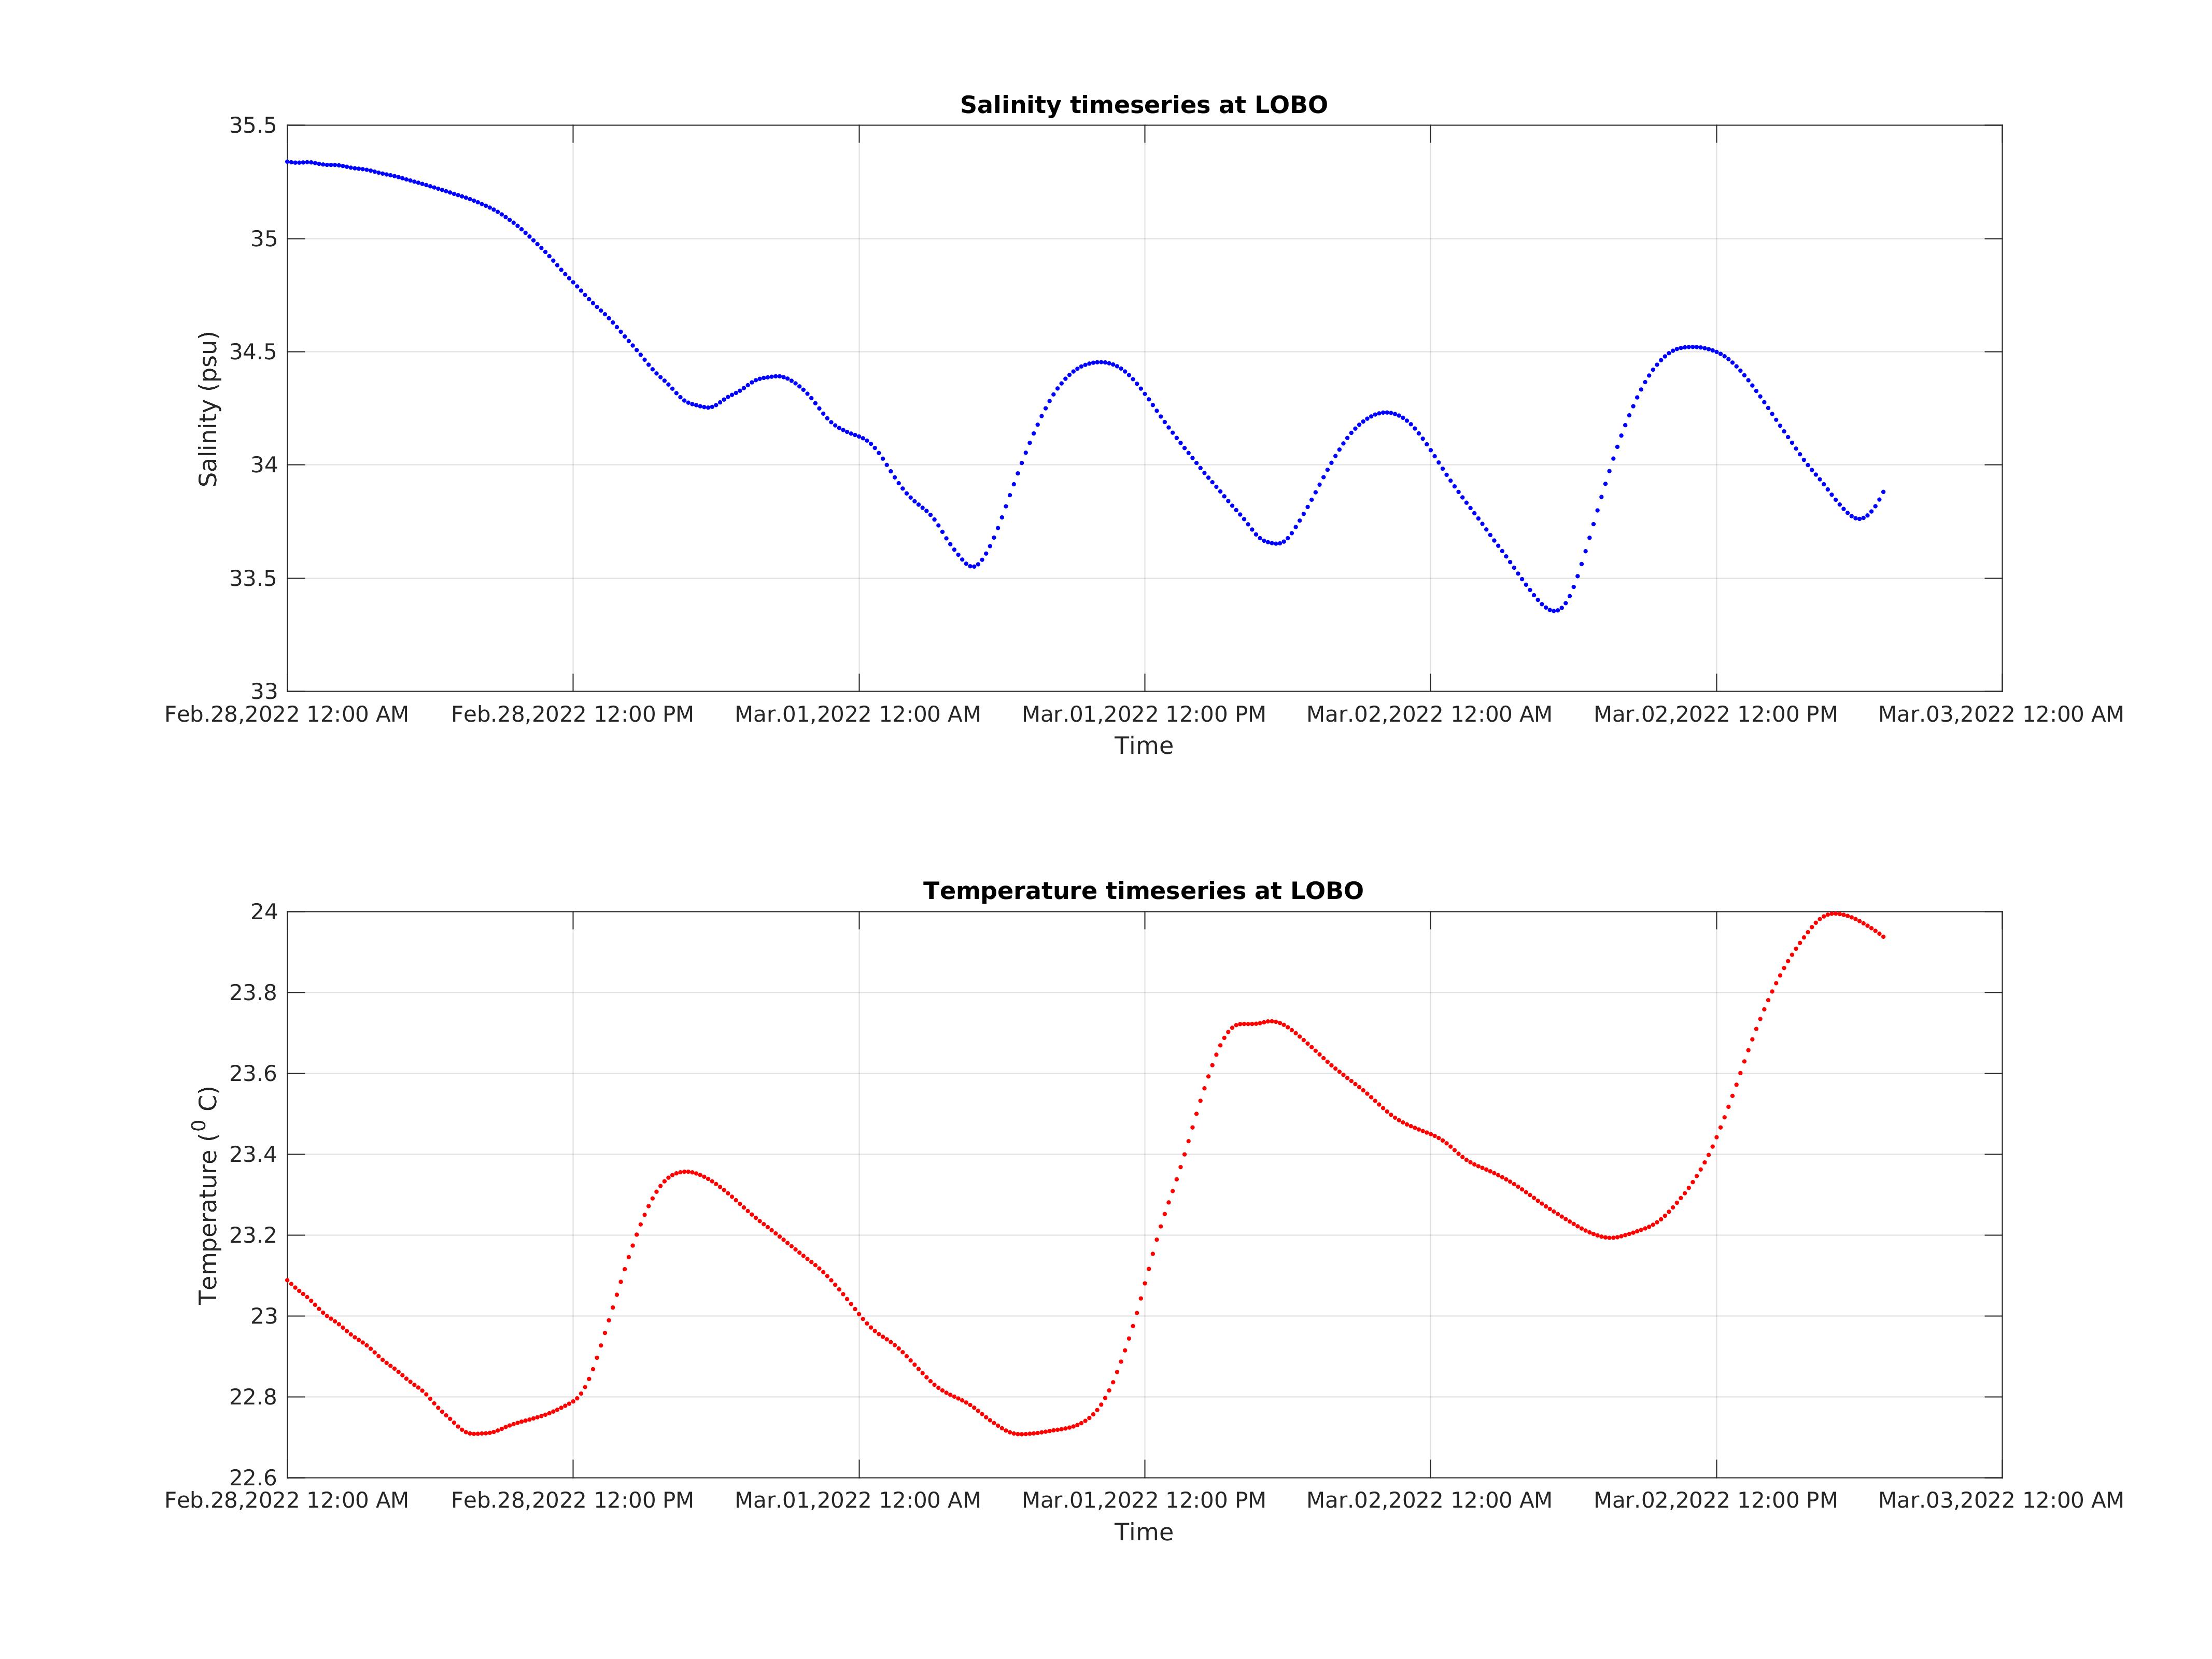 Salinity timeseries at LOBO
35.5
35
34.5
34
33.5
33
Salinity (psu)
Feb.28,2022 12:00 AM Feb.28,2022 12:00 PM Mar.01,2022 12:00 AM Mar.01,2022 12:00 PM Mar.02,2022 12:00 AM Mar.02,2022 12:00 PM Mar.03,2022 12:00 AM
Time
Temperature timeseries at LOBO
24
23.8
23.6
23.4
23.2
23
22.8
22.6
Temperature (⁰ C)
Feb.28,2022 12:00 AM Feb.28,2022 12:00 PM Mar.01,2022 12:00 AM Mar.01,2022 12:00 PM Mar.02,2022 12:00 AM Mar.02,2022 12:00 PM Mar.03,2022 12:00 AM
Time